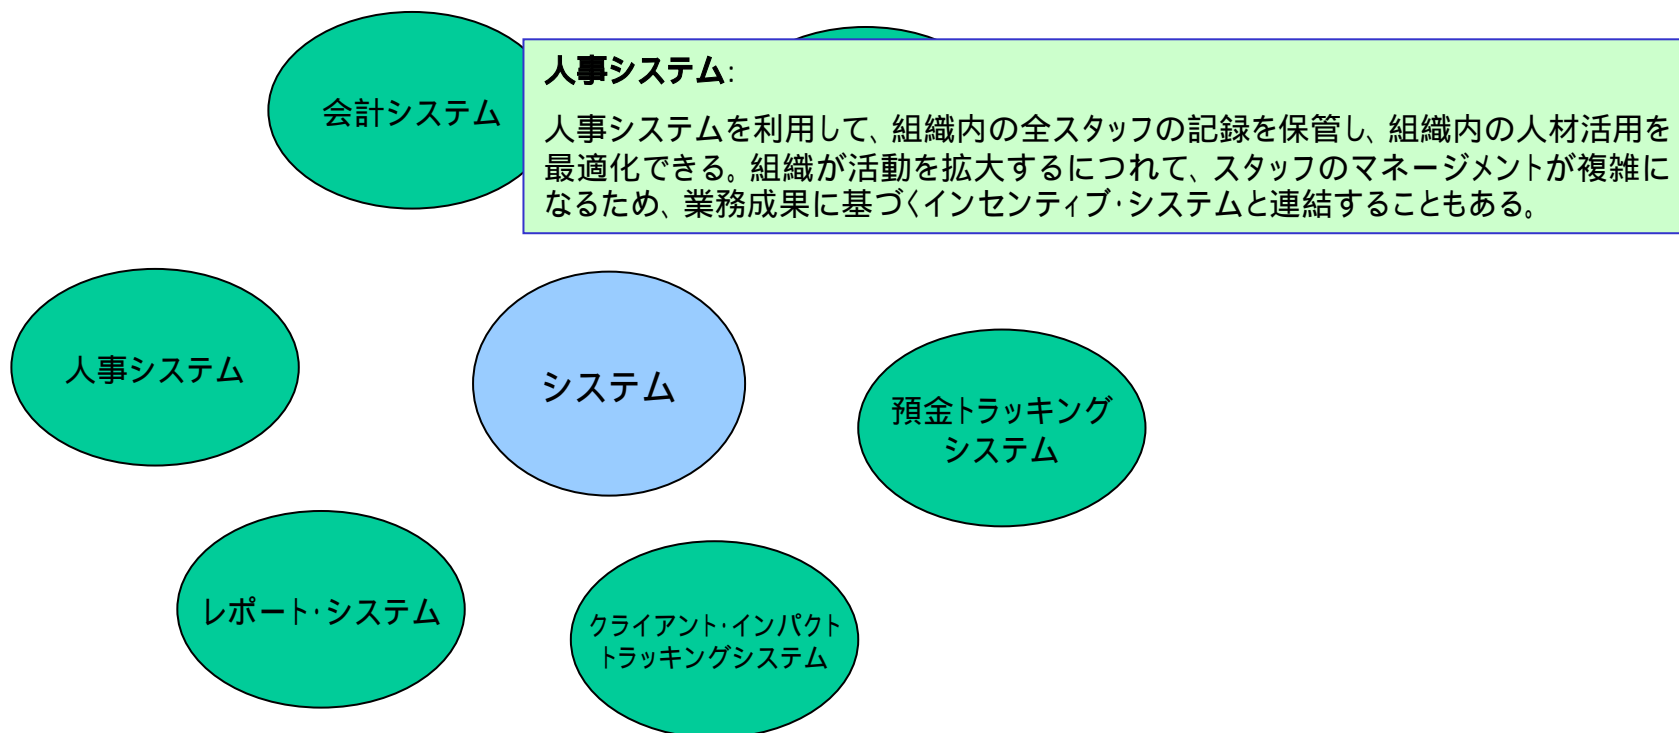 会計システム
人事システム:
人事システムを利用して、組織内の全スタッフの記録を保管し、組織内の人材活用を
最適化できる。組織が活動を拡大するにつれて、スタッフのマネージメントが複雑に
なるため、業務成果に基づくインセンティブ・システムと連結することもある。
人事システム
システム
預金トラッキング
システム
レポート・システム
クライアント・インパクト
トラッキングシステム